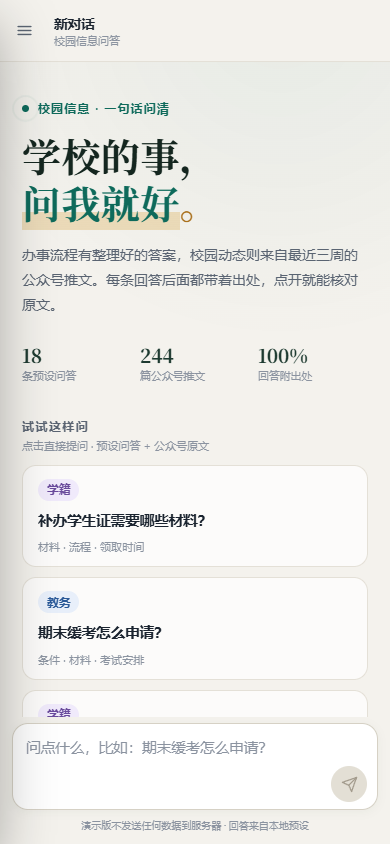 新对话
校园信息问答
校园信息 · 一句话问清
学校的事，
问我就好。
办事流程有整理好的答案，校园动态则来自最近三周的
公众号推文。每条回答后面都带着出处，点开就能核对
原文。
18 244 100%
条预设问答 篇公众号推文 回答附出处
试试这样问
点击直接提问 · 预设问答 + 公众号原文
学籍
补办学生证需要哪些材料？
材料 · 流程 · 领取时间
教务
期末缓考怎么申请？
条件 · 材料 · 考试安排
学籍
问点什么，比如：期末缓考怎么申请？
演示版不发送任何数据到服务器 · 回答来自本地预设